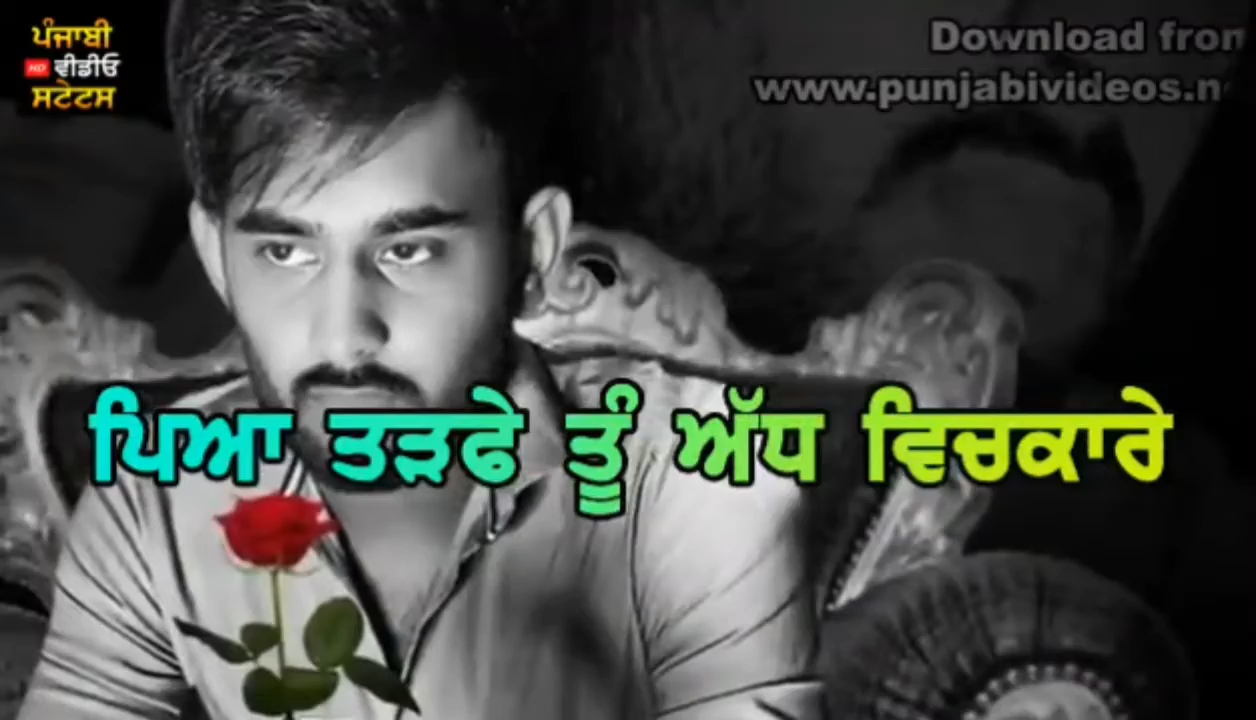 ਪੰਜਾਬੀ
HD ਵੀਡੀਓ
ਸਟੇਟਸ
Download from
www.punjabivideos.n
ਪਿਆ ਤੜਫੇ ਤੂੰ ਅੱਧ ਵਿਚਕਾਰੇ